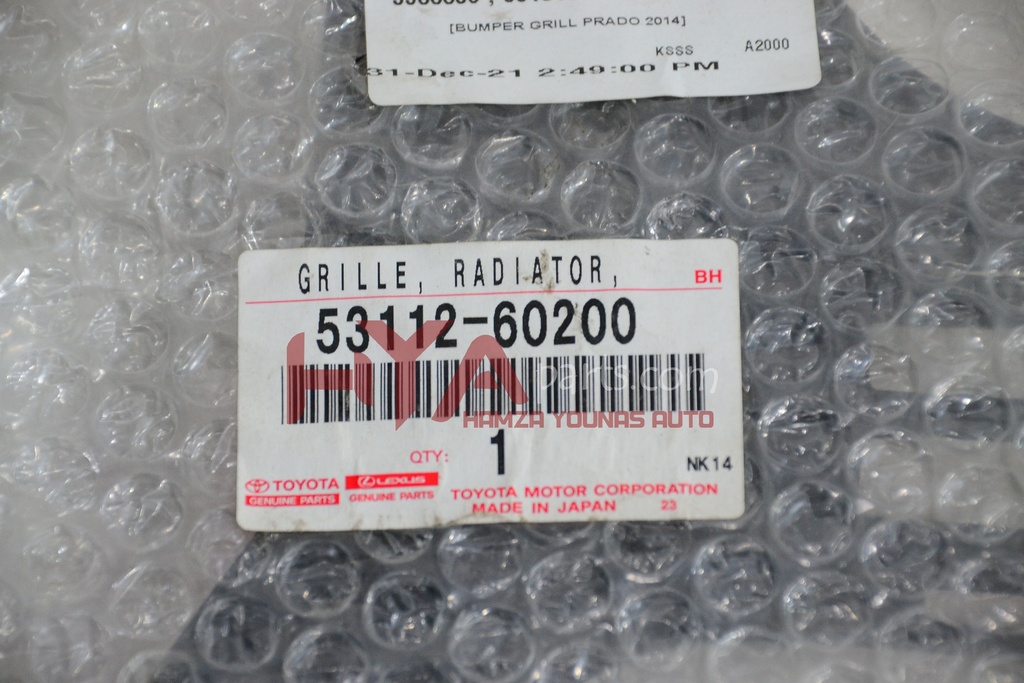 [BUMPER GRILL PRADO 2014]
KSSS A2000
31-Dec-21 2:49:00 PM
GRILLE, RADIATOR, BH
53112-60200
HYA parts.com
HAMZA YOUNAS AUTO
QTY: 1
NK14
TOYOTA
GENUINE PARTS
LEXUS
GENUINE PARTS
TOYOTA MOTOR CORPORATION
MADE IN JAPAN 23